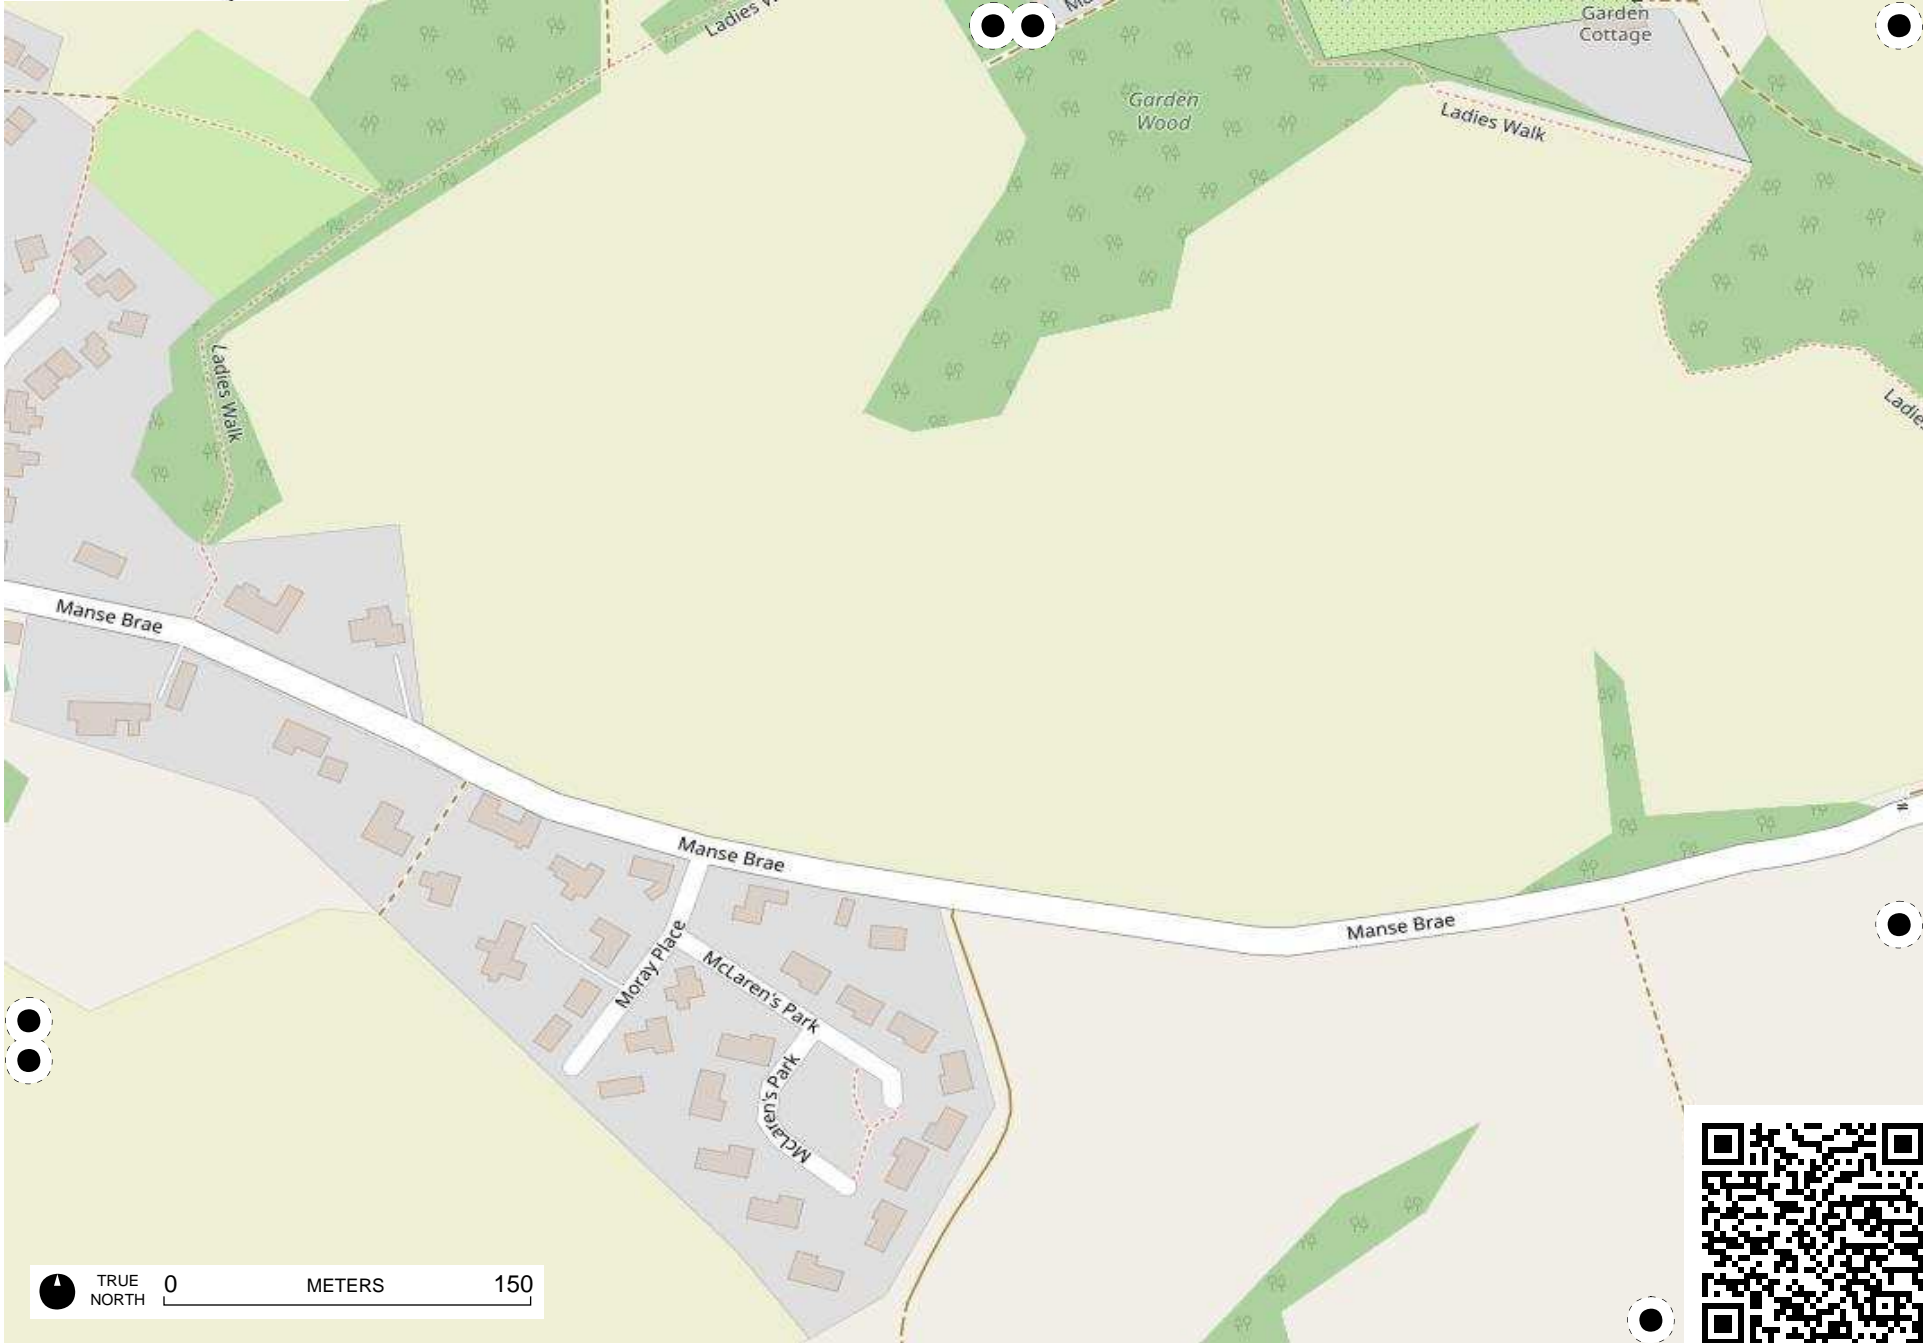 Ladies W
Garden
Cottage
Garden
Wood
Ladies Walk
Ladies Walk
Ladies
Manse Brae
Manse Brae
Manse Brae
Moray Place
McLaren's Park
McLaren's Park
TRUE
NORTH
0 METERS 150